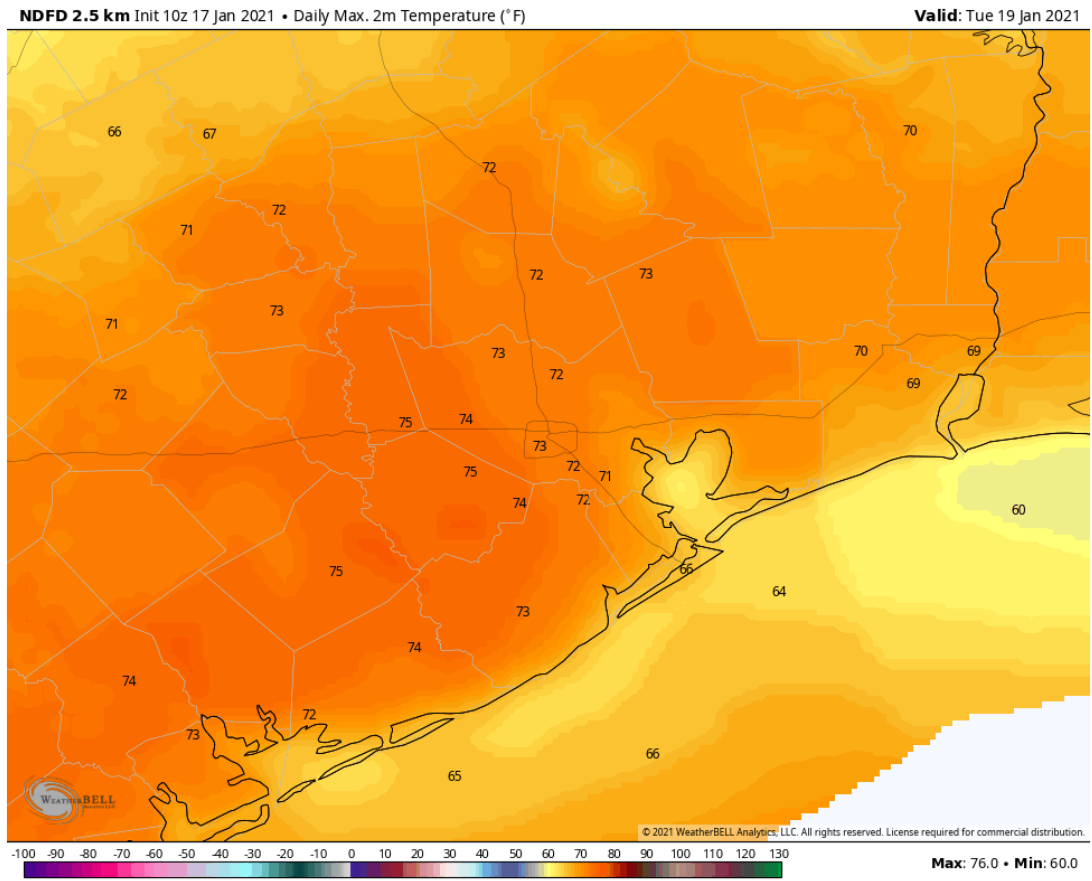 NDFD 2.5 km Init 10z 17 Jan 2021 • Daily Max. 2m Temperature (°F) Valid: Tue 19 Jan 2021
66 67 70
72
72
71
72 73
73
71
73 70 69
72 69
72
75 74
73
75 72 71
74 72
60
66
75
64
73
74
74
72
73
66
65
WeatherBELL
© 2021 WeatherBELL Analytics, LLC. All rights reserved. License required for commercial distribution.
-100 -90 -80 -70 -60 -50 -40 -30 -20 -10 0 10 20 30 40 50 60 70 80 90 100 110 120 130
Max: 76.0 • Min: 60.0